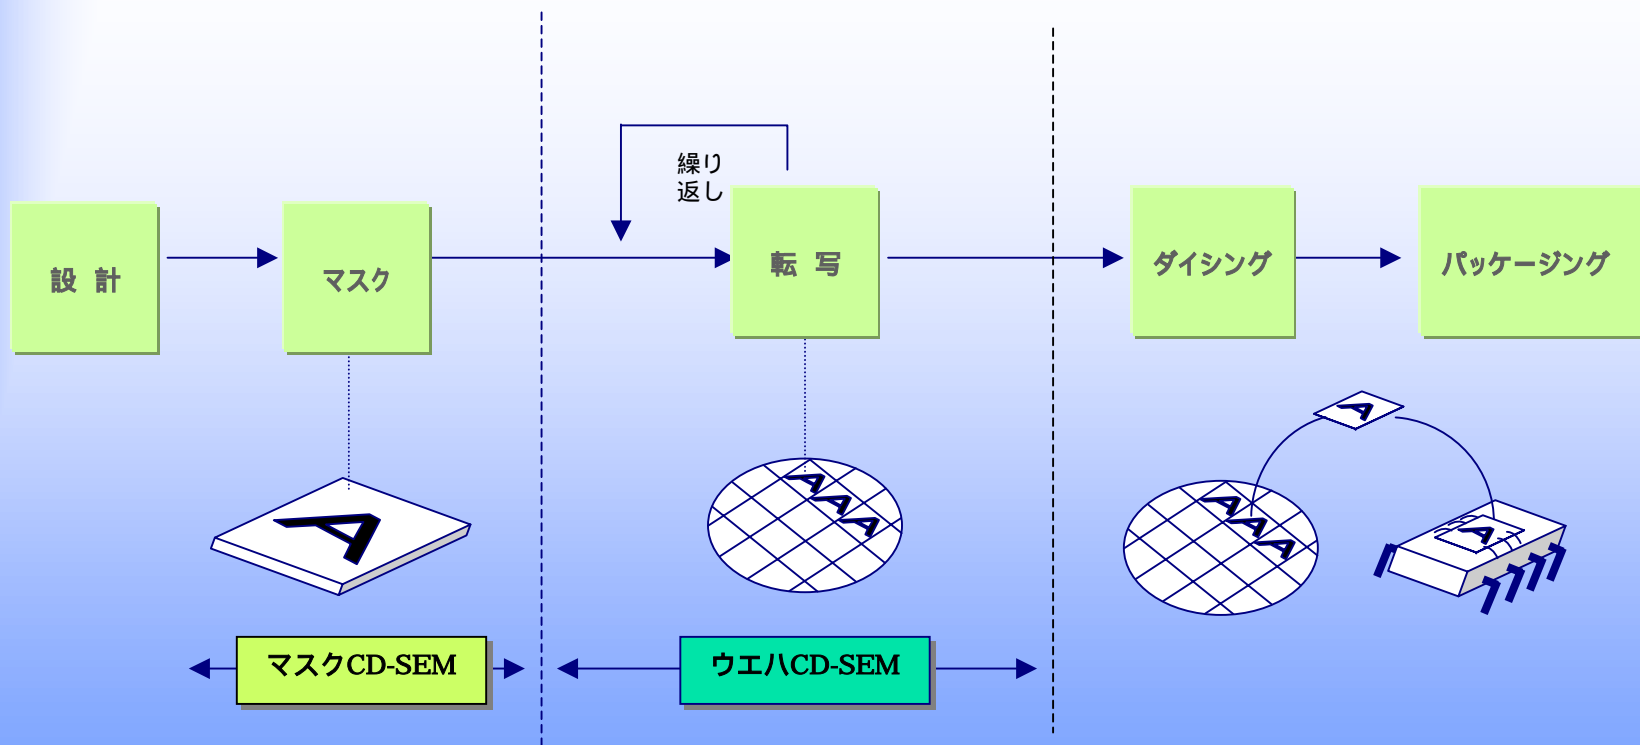 繰り
返し
設 計
マスク
転 写
ダイシング
パッケージング
A
A
A
A
A
A
A
A
A
マスクCD-SEM
ウエハCD-SEM